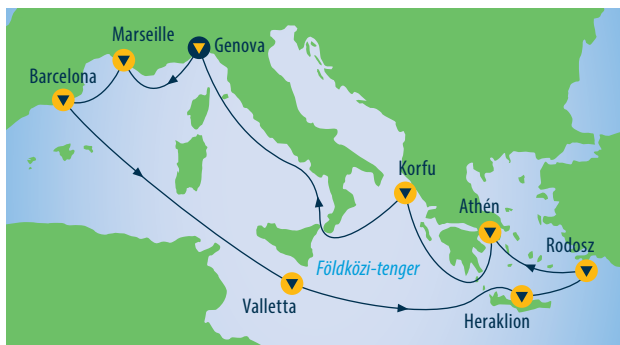 Marseille
Genova
Barcelona
Korfu
Athén
Rodosz
Földközi-tenger
Valletta
Heraklion